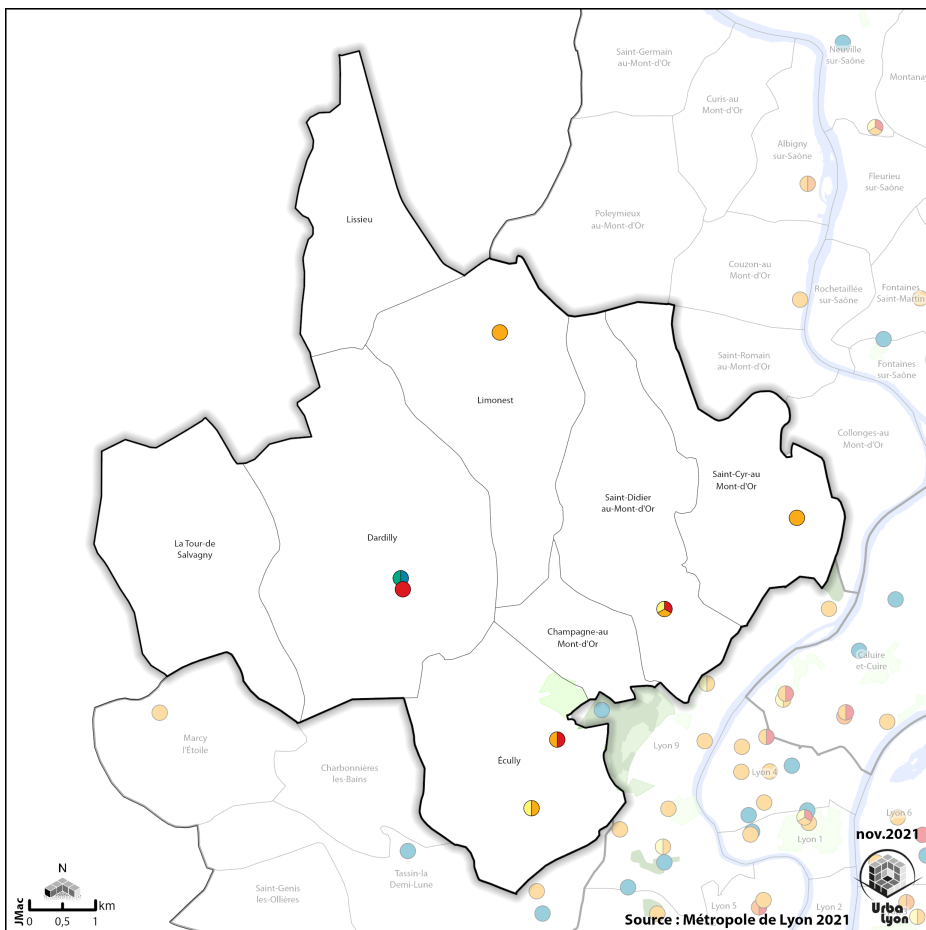 Saint-Germain
au-Mont-d'Or
Neuville
sur-Saône
Montanay
Curis-au
Mont-d'Or
Albigny
sur-Saône
Fleurieu
sur-Saône
Lissieu
Poleymieux
au-Mont-d'Or
Couzon-au
Mont-d'Or
Rochetaillée
sur-Saône
Fontaines
Saint-Martin
Saint-Romain
au-Mont-d'Or
Fontaines
sur-Saône
Limonest
Collonges-au
Mont-d'Or
Saint-Cyr-au
Mont-d'Or
Saint-Didier
au-Mont-d'Or
La Tour-de
Salvagny
Dardilly
Champagne-au
Mont-d'Or
Caluire
et-Cuire
Marcy
l'Étoile
Lyon 9
Charbonnières
les-Bains
Écully
Lyon 4
Lyon 6
Lyon 1
nov.2021
Tassin-la
Demi-Lune
Saint-Genis
les-Ollières
Lyon 5
Lyon 2
N
JMac
0 0,5 1 km
Source : Métropole de Lyon 2021
Urba
Lyon